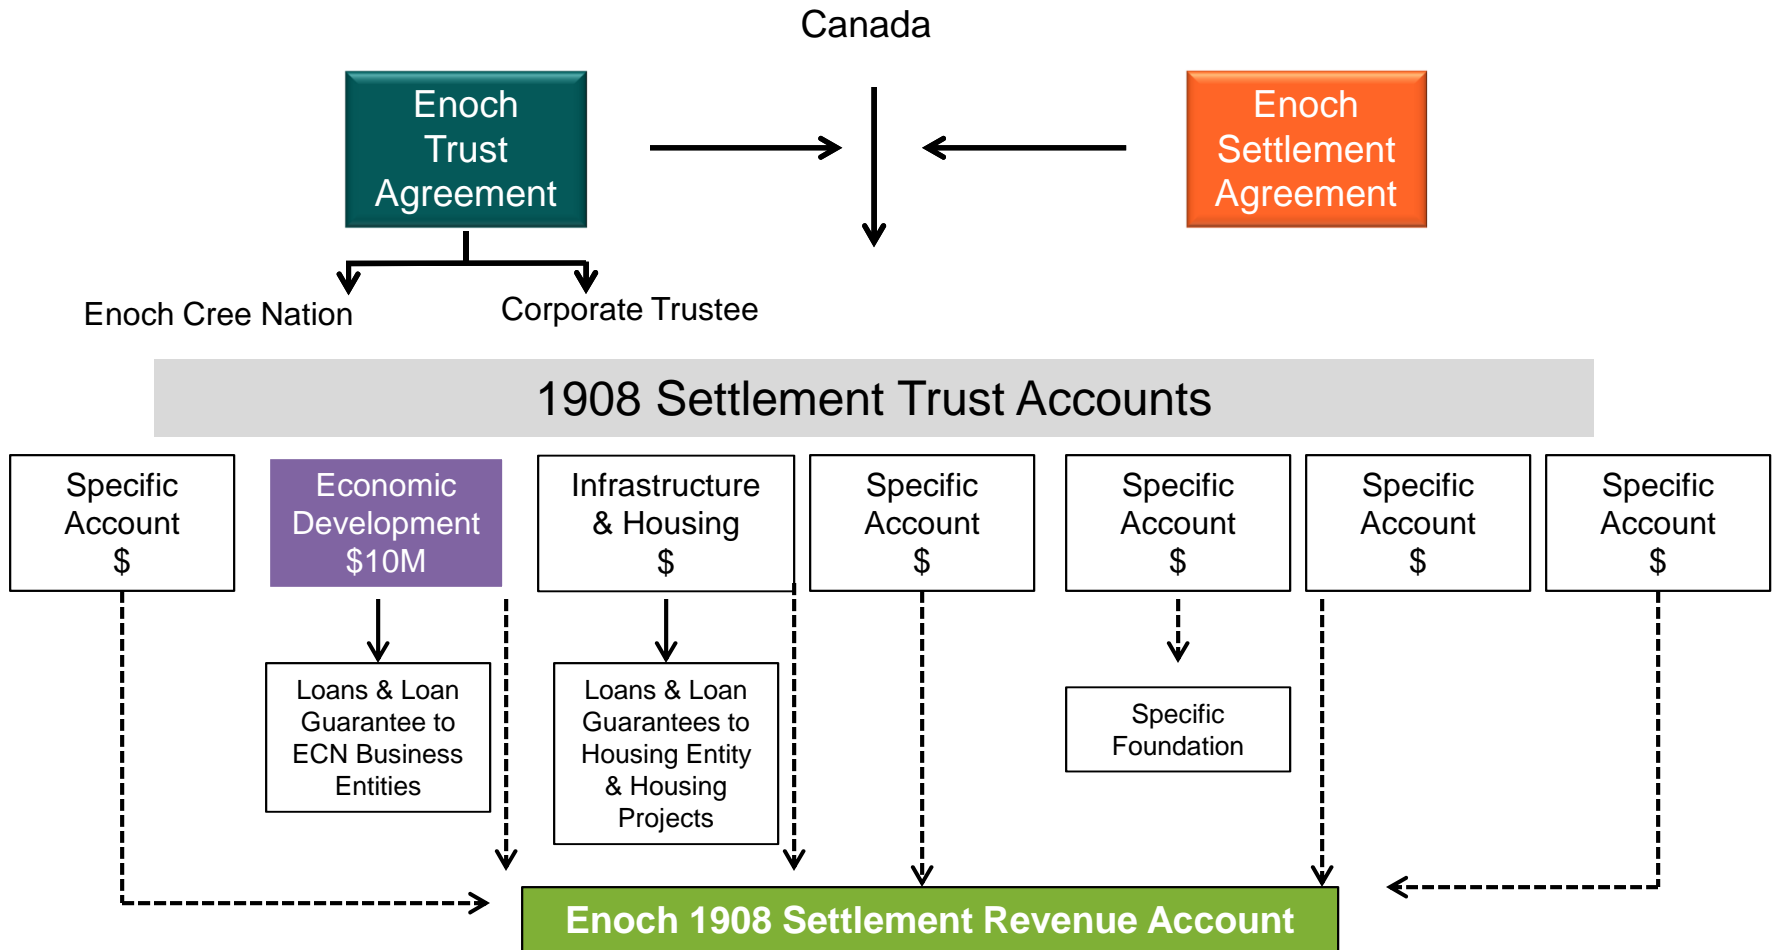 Canada
Enoch
Trust
Agreement
Enoch
Settlement
Agreement
Enoch Cree Nation
Corporate Trustee
1908 Settlement Trust Accounts
Specific
Account
$
Economic
Development
$10M
Infrastructure
& Housing
$
Specific
Account
$
Specific
Account
$
Specific
Account
$
Specific
Account
$
Loans & Loan
Guarantee to
ECN Business
Entities
Loans & Loan
Guarantees to
Housing Entity
& Housing
Projects
Specific
Foundation
Enoch 1908 Settlement Revenue Account